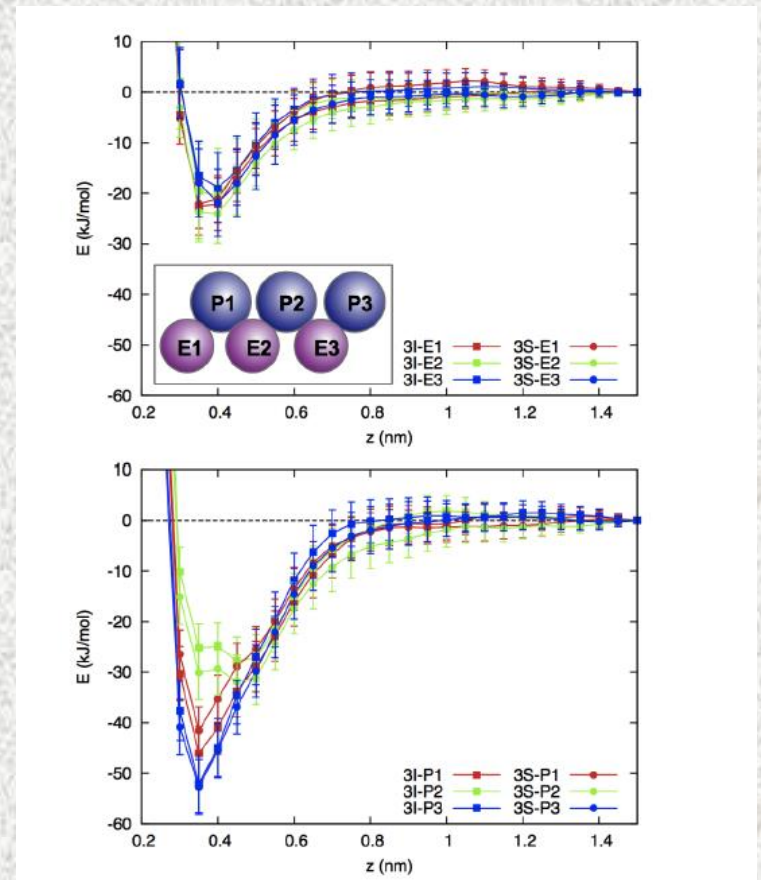 10
0
-10
-20
-30
-40
-50
-60
E (kJ/mol)
P1 P2 P3
E1 E2 E3
3I-E1 3S-E1
3I-E2 3S-E2
3I-E3 3S-E3
0.2 0.4 0.6 0.8 1 1.2 1.4
z (nm)
10
0
-10
-20
-30
-40
-50
-60
E (kJ/mol)
3I-P1 3S-P1
3I-P2 3S-P2
3I-P3 3S-P3
0.2 0.4 0.6 0.8 1 1.2 1.4
z (nm)